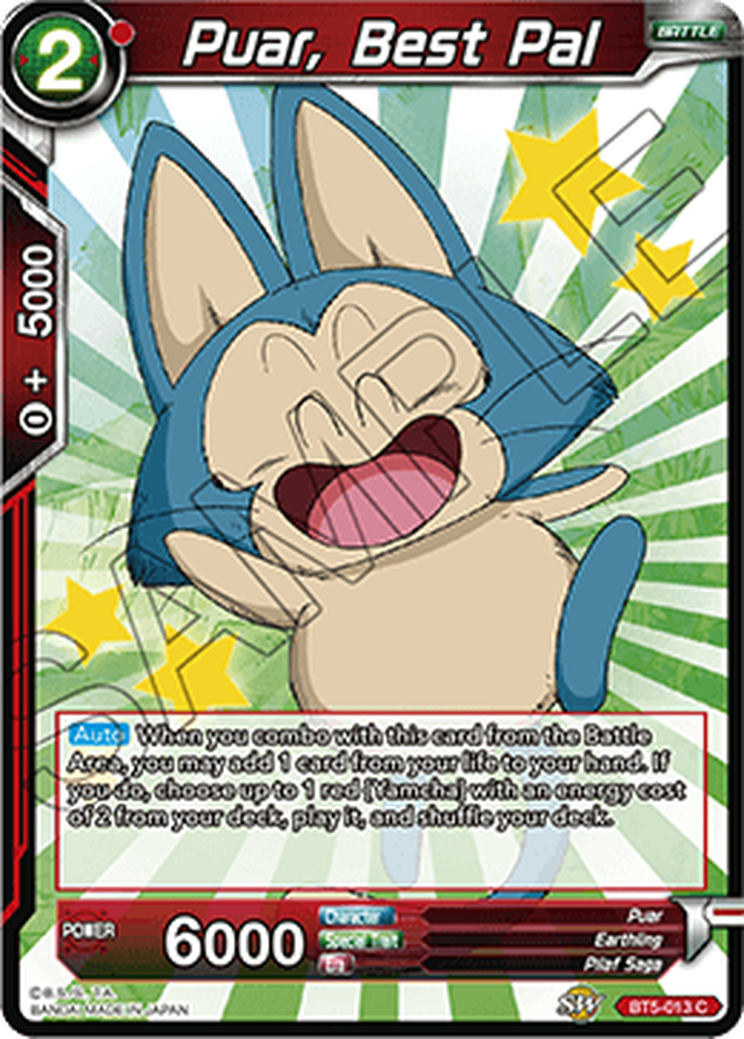 2
Puar, Best Pal
BATTLE
0 + 5000
SAMPLE
Auto When you combo with this card from the Battle
Area, you may add 1 card from your life to your hand. If
you do, choose up to 1 red [Yamcha] with an energy cost
of 2 from your deck, play it, and shuffle your deck.
POWER 6000
Character Puar
Special Trait Earthling
Era Pilaf Saga
BANDAI MADE IN JAPAN
SW
BT5-013 C